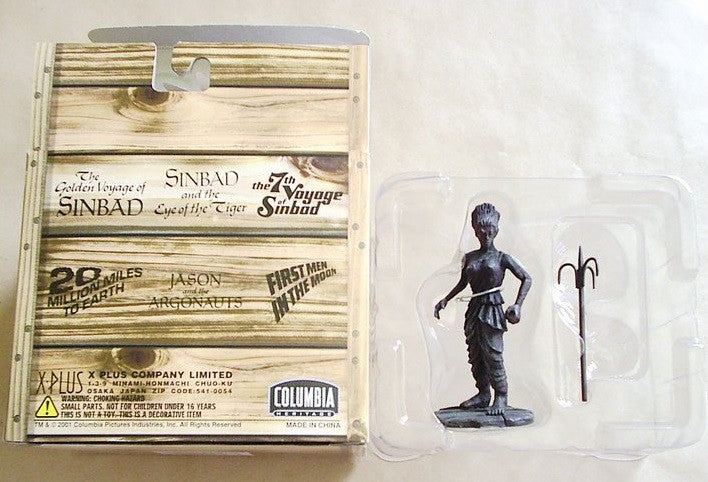 The
Golden Voyage of
SINBAD
SINBAD
and the
Eye of the Tiger
the 7th
Voyage
of
Sinbad
20
MILLION MILES
TO EARTH
JASON
and the
ARGONAUTS
FIRST MEN
IN THE MOON
X-PLUS X PLUS COMPANY LIMITED
1-3-9 MINAMI-HONMACHI CHUO-KU
OSAKA JAPAN ZIP CODE:541-0054
WARNING: CHOKING HAZARD
SMALL PARTS. NOT FOR CHILDREN UNDER 16 YEARS
THIS IS NOT A TOY. THIS IS A DECORATIVE ITEM
TM & © 2001 Columbia Pictures Industries, Inc. All Rights Reserved
COLUMBIA
HERITAGE
MADE IN CHINA